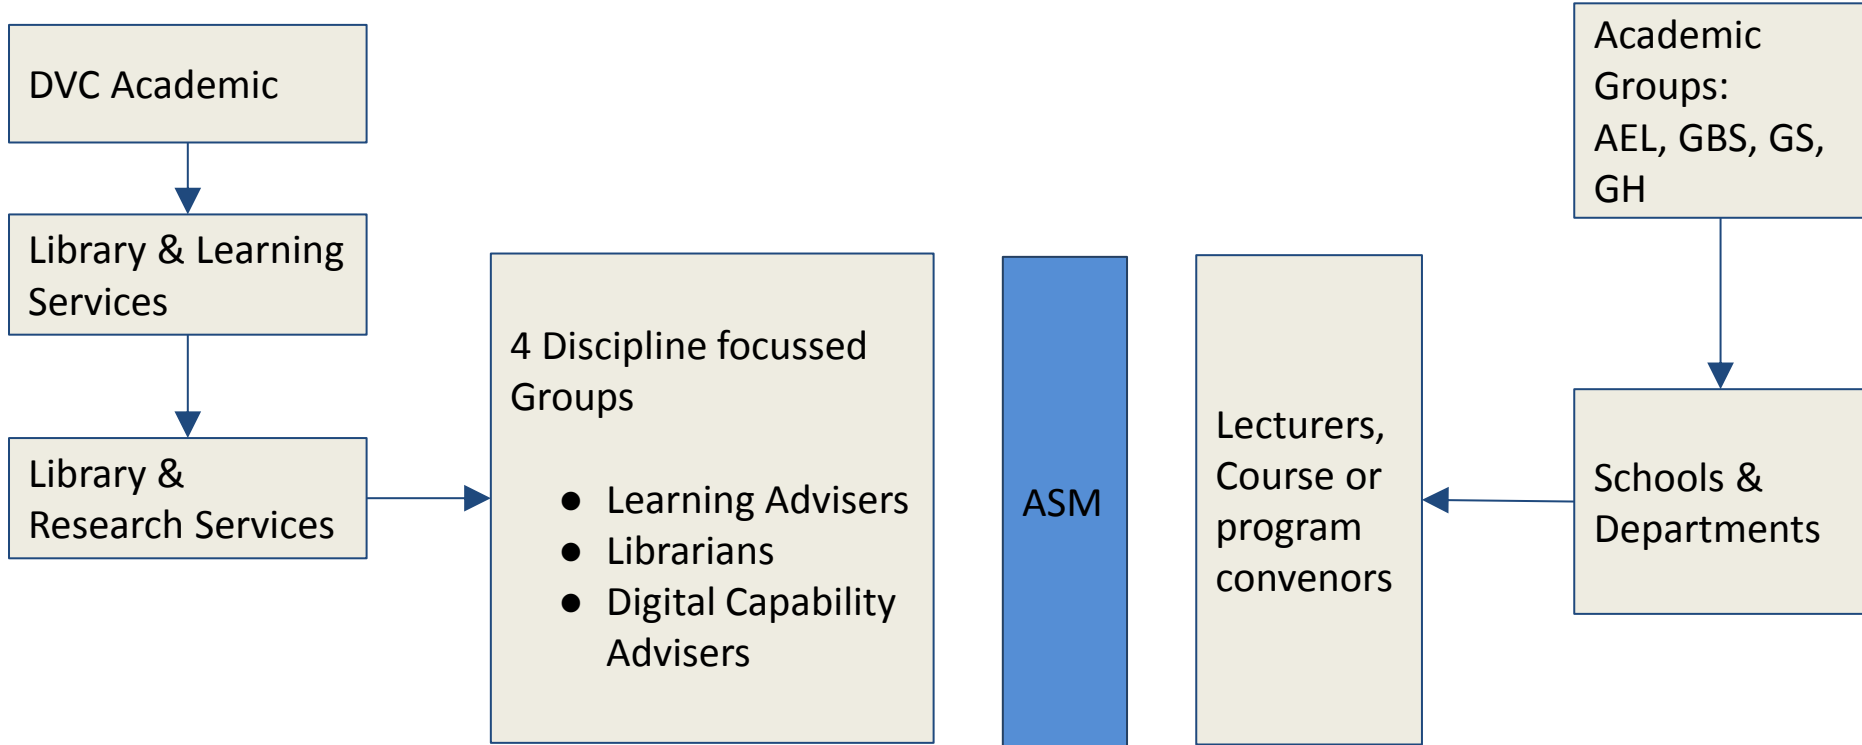 DVC Academic
Library & Learning
Services
Library &
Research Services
4 Discipline focussed
Groups
● Learning Advisers
● Librarians
● Digital Capability
Advisers
ASM
Lecturers,
Course or
program
convenors
Academic
Groups:
AEL, GBS, GS,
GH
Schools &
Departments